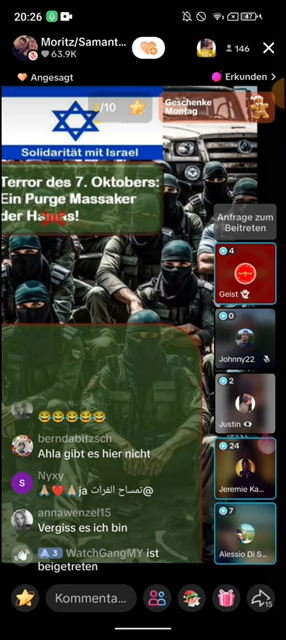 20:26
47
Moritz/Samant...
63.9K
146
Angesagt
Erkunden >
/10
Geschenke
Montag
Solidarität mit Israel
Terror des 7. Oktobers:
Ein Purge Massaker
der Hamas!
Anfrage zum
Beitreten
4
Geist
0
Johnny22
2
Justin
24
Jeremie Ka...
7
Alessio Di S...
berndabitzsch
Ahla gibt es hier nicht
S
Nyxy
ja تمساح الفرات@
annawenzel15
Vergiss es ich bin
3 WatchGangMY ist
beigetreten
Kommenta...
15